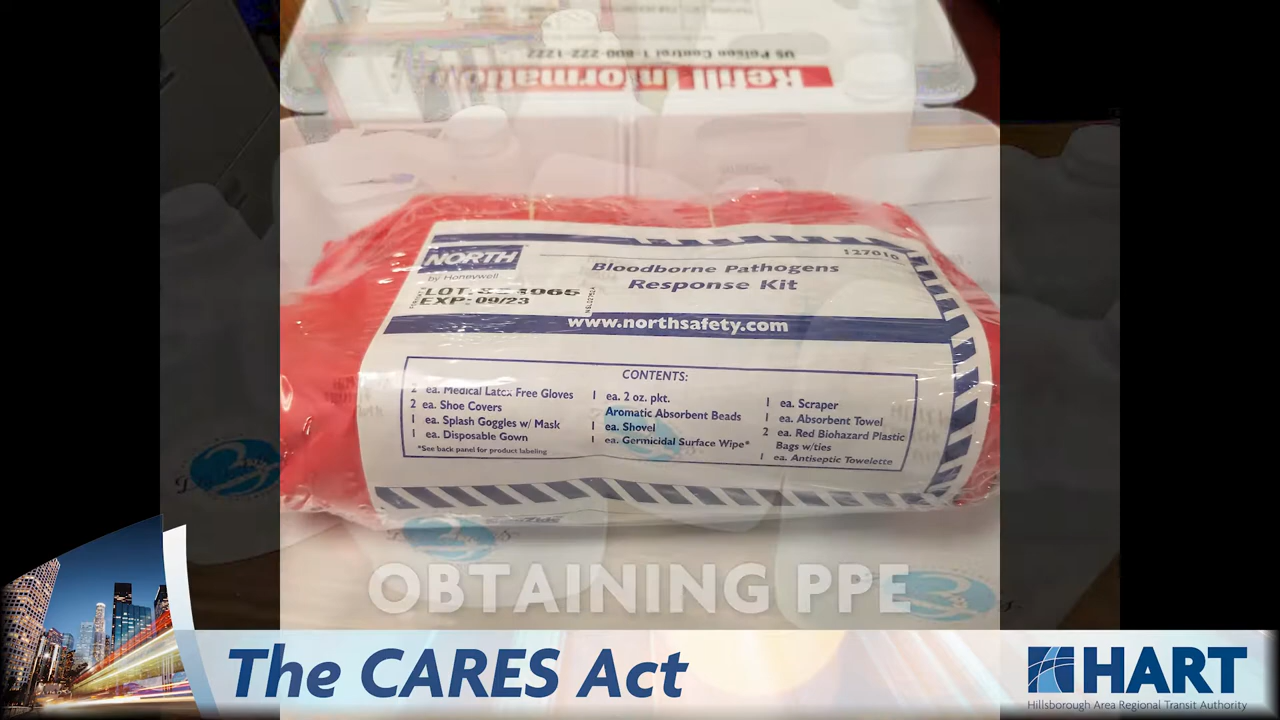 US Poison Control 1-800-222-1222
Refill Information
NORTH
by Honeywell
127010
Bloodborne Pathogens
Response Kit
EXP: 09/23
www.northsafety.com
CONTENTS:
2 ea. Medical Latex Free Gloves
2 ea. Shoe Covers
1 ea. Splash Goggles w/ Mask
1 ea. Disposable Gown
*See back panel for product labeling
1 ea. 2 oz. pkt.
Aromatic Absorbent Beads
1 ea. Shovel
1 ea. Germicidal Surface Wipe*
1 ea. Scraper
1 ea. Absorbent Towel
2 ea. Red Biohazard Plastic
Bags w/ties
1 ea. Antiseptic Towelette
OBTAINING PPE
The CARES Act
HART
Hillsborough Area Regional Transit Authority